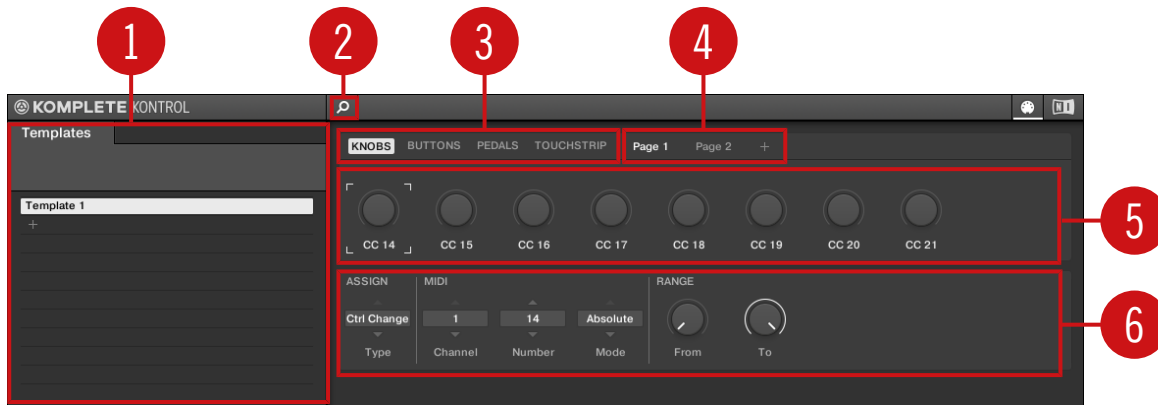 1 2 3 4
KOMPLETE KONTROL
NI
Templates
KNOBS BUTTONS PEDALS TOUCHSTRIP Page 1 Page 2 +
Template 1
+
CC 14 CC 15 CC 16 CC 17 CC 18 CC 19 CC 20 CC 21
5
ASSIGN MIDI RANGE
Ctrl Change 1 14 Absolute
Type Channel Number Mode From To
6